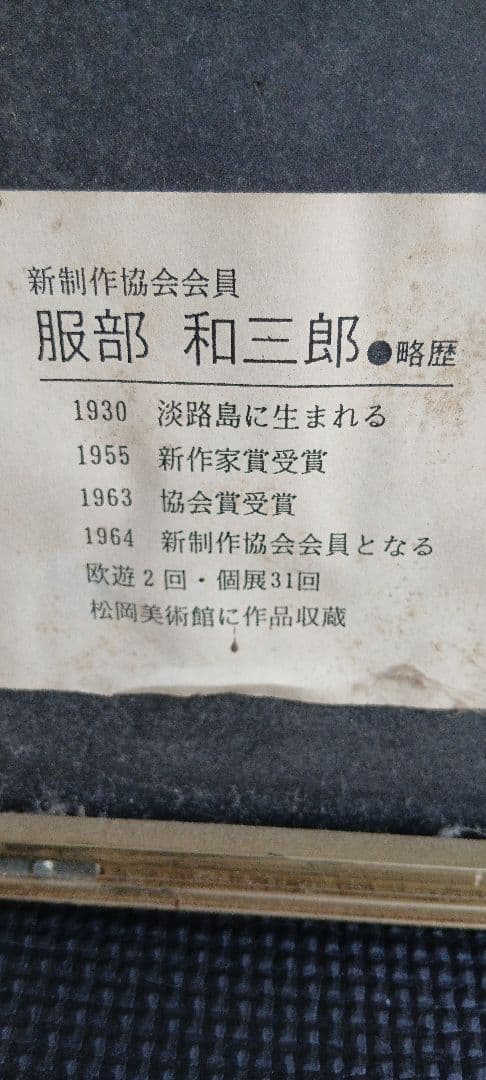 新制作協会会員
服部 和三郎●略歴
1930 淡路島に生まれる
1955 新作家賞受賞
1963 協会賞受賞
1964 新制作協会会員となる
欧遊2回・個展31回
松岡美術館に作品収蔵